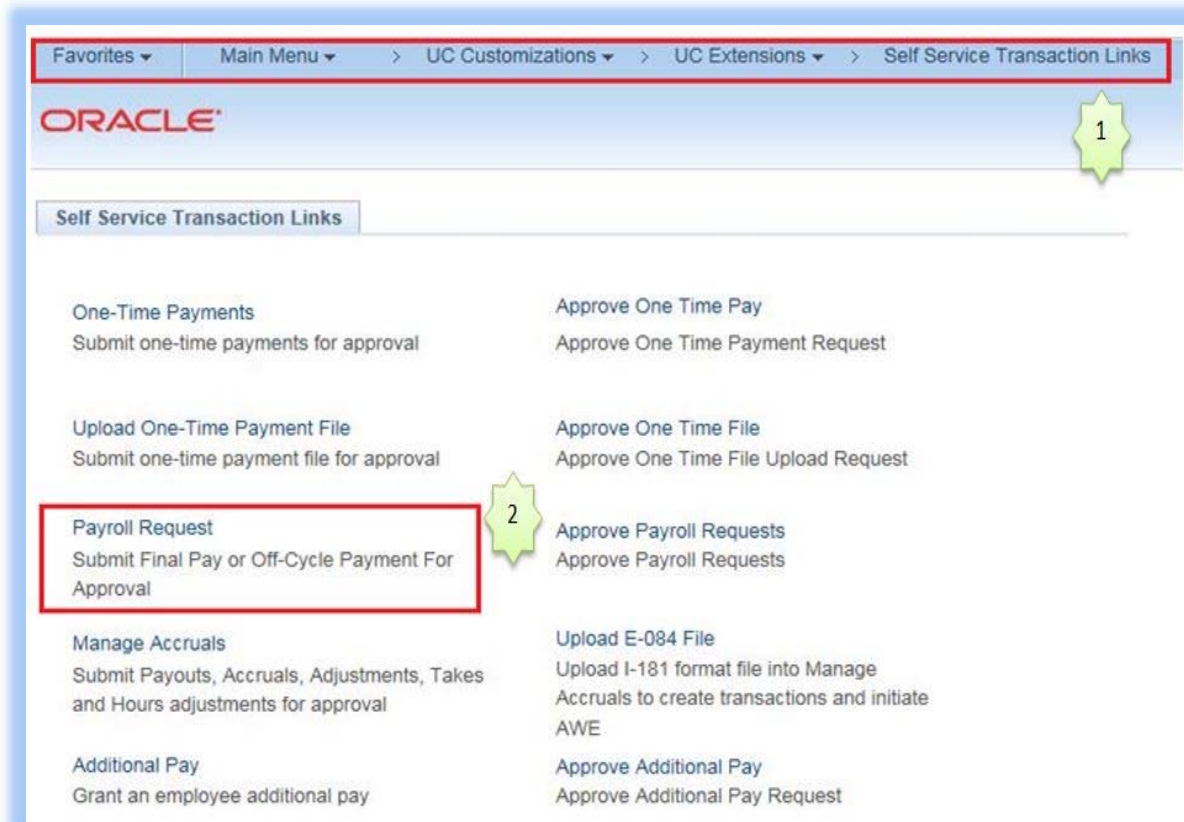 Favorites Main Menu > UC Customizations > UC Extensions > Self Service Transaction Links
ORACLE
1
Self Service Transaction Links
One-Time Payments
Submit one-time payments for approval
Approve One Time Pay
Approve One Time Payment Request
Upload One-Time Payment File
Submit one-time payment file for approval
Approve One Time File
Approve One Time File Upload Request
Payroll Request
Submit Final Pay or Off-Cycle Payment For
Approval
2
Approve Payroll Requests
Approve Payroll Requests
Manage Accruals
Submit Payouts, Accruals, Adjustments, Takes
and Hours adjustments for approval
Upload E-084 File
Upload I-181 format file into Manage
Accruals to create transactions and initiate
AWE
Additional Pay
Grant an employee additional pay
Approve Additional Pay
Approve Additional Pay Request